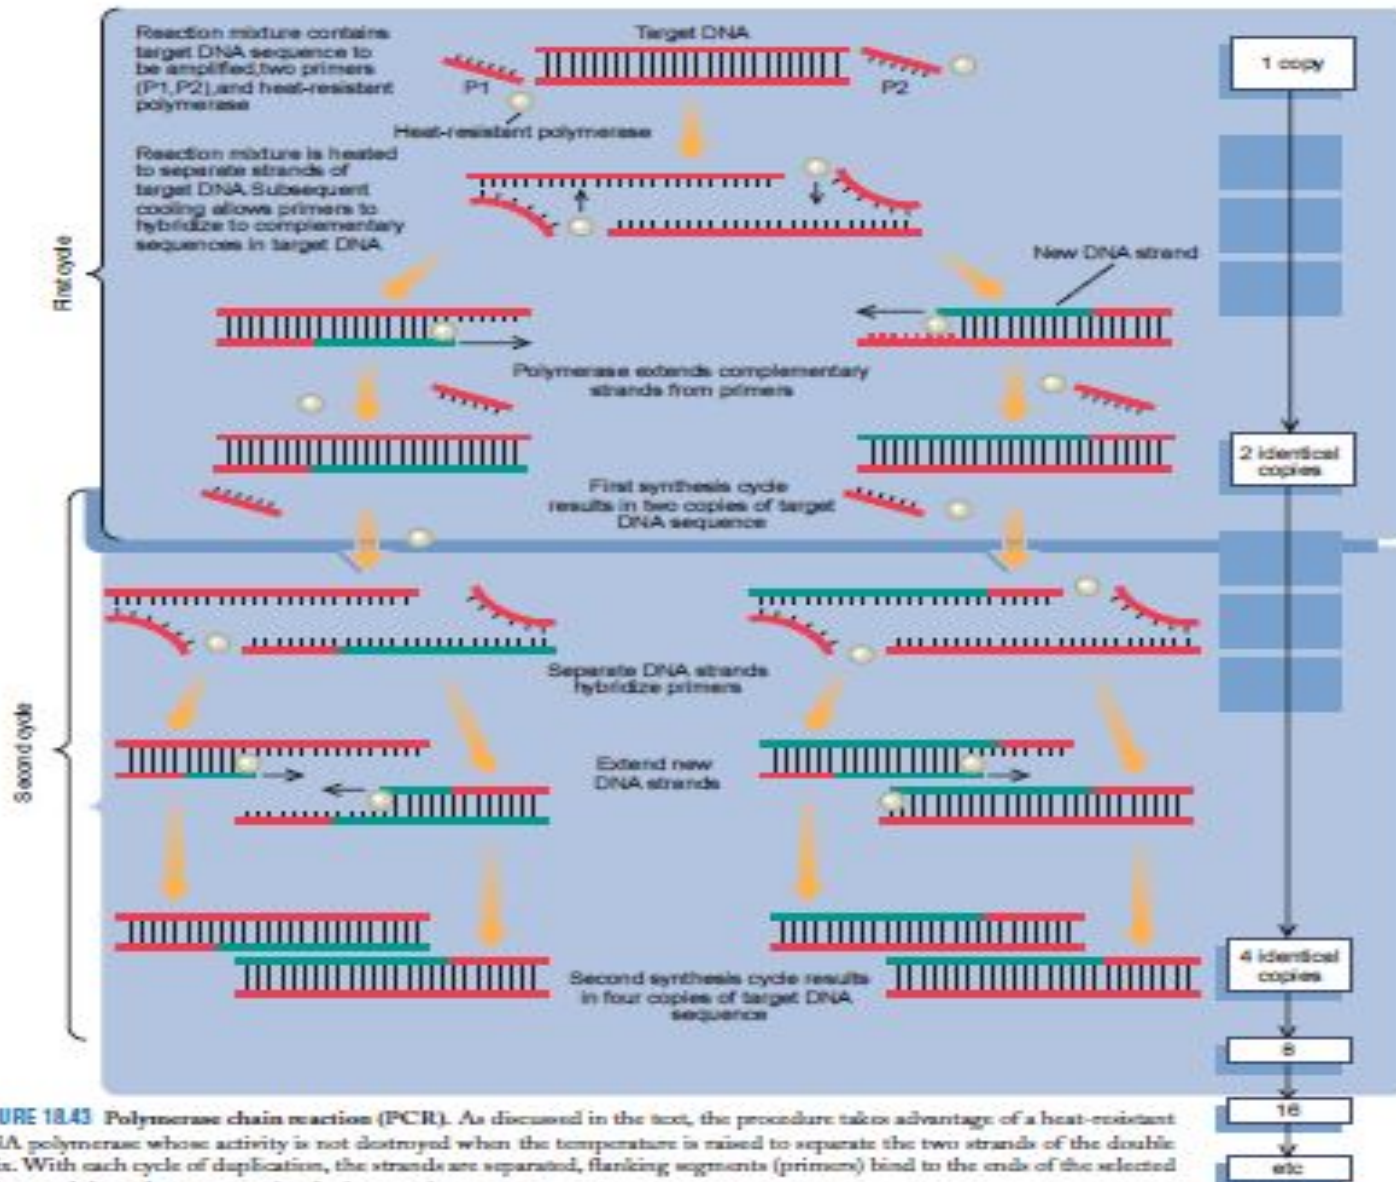 Reaction mixture contains
target DNA sequence to
be amplified,two primers
(P1,P2),and heat-resistant
polymerase
Target DNA
P1
P2
Heat-resistant polymerase
1 copy
Reaction mixture is heated
to separate strands of
target DNA.Subsequent
cooling allows primers to
hybridize to complementary
sequences in target DNA
First cycle
New DNA strand
Polymerase extends complementary
strands from primers
2 identical
copies
First synthesis cycle
results in two copies of target
DNA sequence
Second cycle
Separate DNA strands
hybridize primers
Extend new
DNA strands
Second synthesis cycle results
in four copies of target DNA
sequence
4 identical
copies
8
16
etc
URE 18.43 Polymerase chain reaction (PCR). As discussed in the text, the procedure takes advantage of a heat-resistant
NA polymerase whose activity is not destroyed when the temperature is raised to separate the two strands of the double
x. With each cycle of duplication, the strands are separated, flanking segments (primers) bind to the ends of the selected